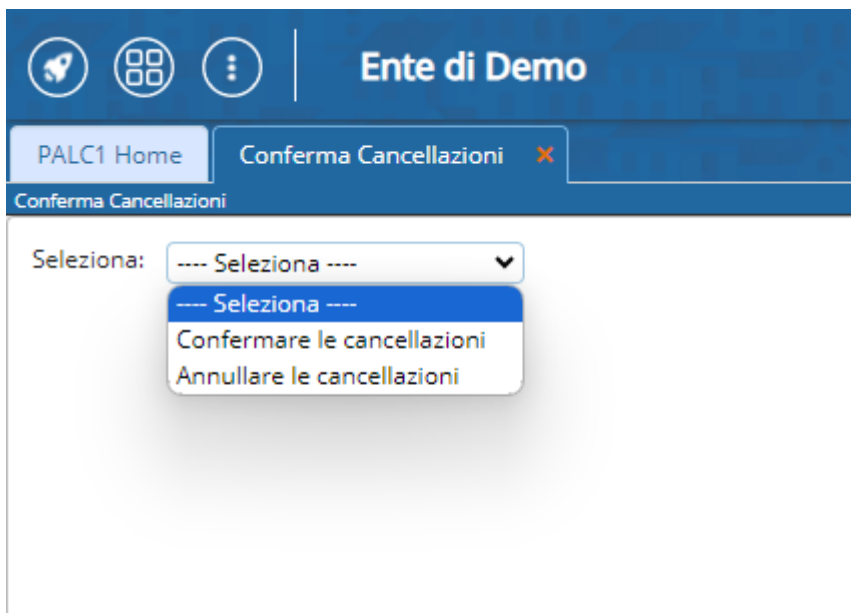 Ente di Demo
PALC1 Home
Conferma Cancellazioni
Conferma Cancellazioni
Seleziona:
---- Seleziona ----
---- Seleziona ----
Confermare le cancellazioni
Annullare le cancellazioni